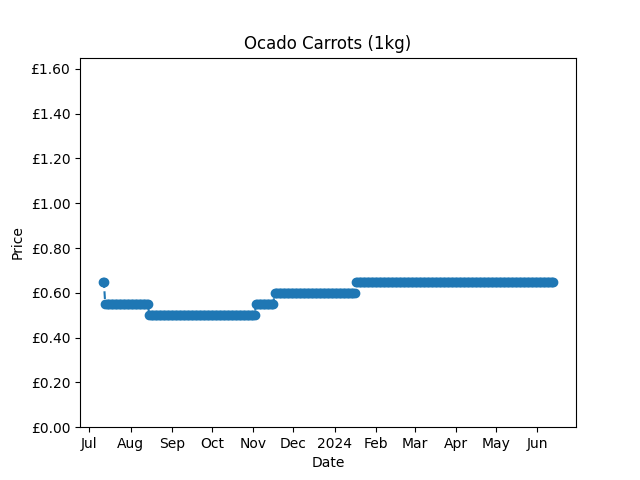 Ocado Carrots (1kg)
£1.60
£1.40
£1.20
£1.00
£0.80
£0.60
£0.40
£0.20
£0.00
Price
Jul Aug Sep Oct Nov Dec 2024 Feb Mar Apr May Jun
Date